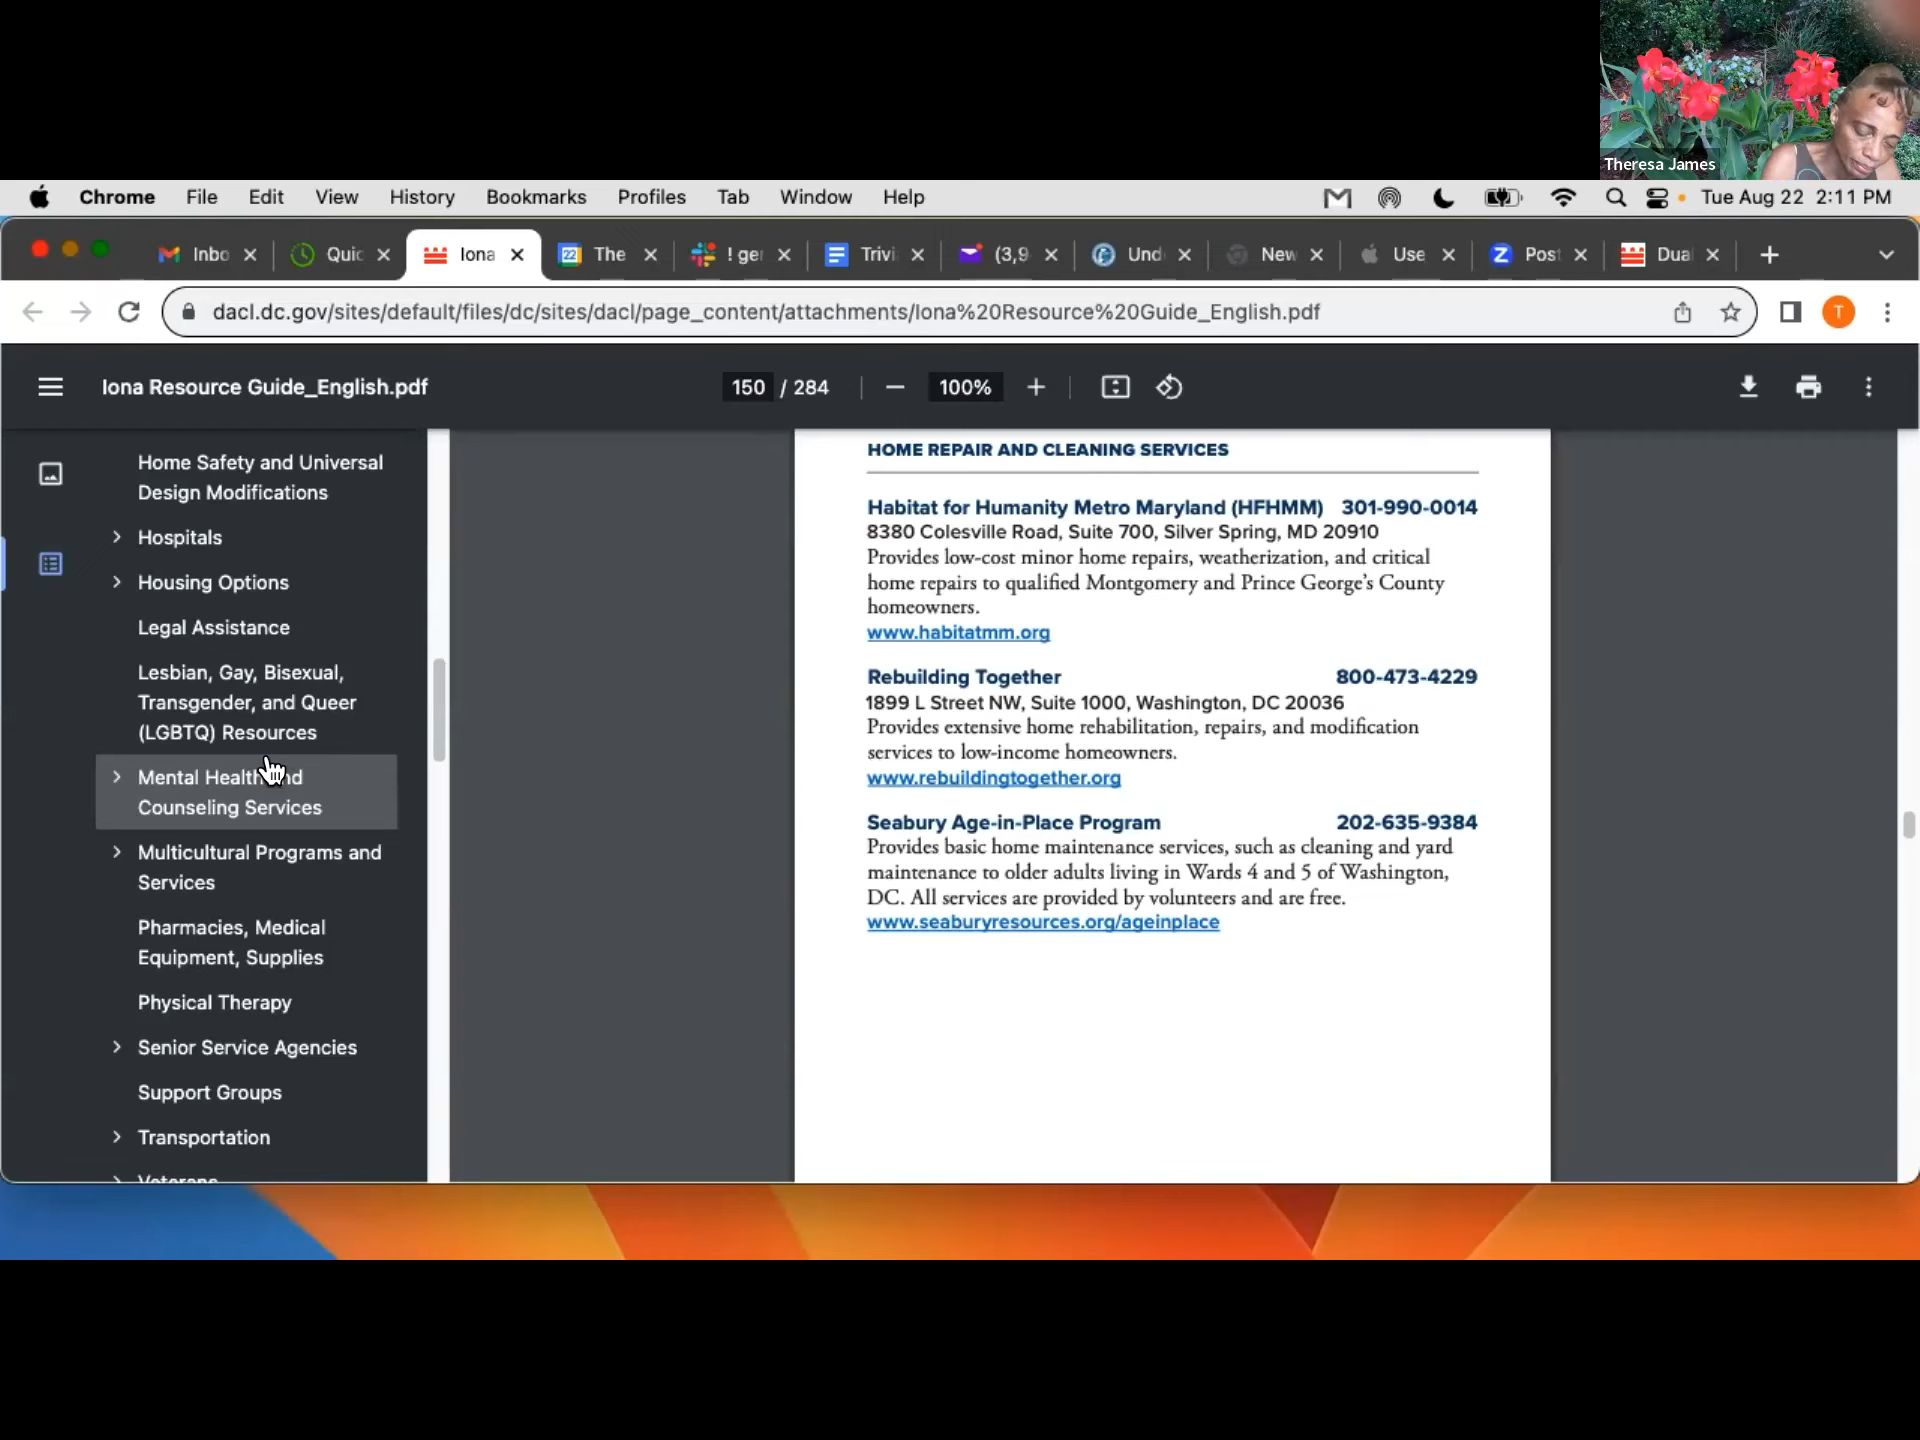 Theresa James
Chrome File Edit View History Bookmarks Profiles Tab Window Help Tue Aug 22 2:11 PM
Inbo Quic Iona The ! ger Trivi (3,9 Und New Use Post Dua
dacl.dc.gov/sites/default/files/dc/sites/dacl/page_content/attachments/Iona%20Resource%20Guide_English.pdf
T
Iona Resource Guide_English.pdf 150 / 284 100%
Home Safety and Universal
Design Modifications
Hospitals
Housing Options
Legal Assistance
Lesbian, Gay, Bisexual,
Transgender, and Queer
(LGBTQ) Resources
Mental Health and
Counseling Services
Multicultural Programs and
Services
Pharmacies, Medical
Equipment, Supplies
Physical Therapy
Senior Service Agencies
Support Groups
Transportation
Veterans
HOME REPAIR AND CLEANING SERVICES
Habitat for Humanity Metro Maryland (HFHMM) 301-990-0014
8380 Colesville Road, Suite 700, Silver Spring, MD 20910
Provides low-cost minor home repairs, weatherization, and critical
home repairs to qualified Montgomery and Prince George's County
homeowners.
www.habitatmm.org
Rebuilding Together 800-473-4229
1899 L Street NW, Suite 1000, Washington, DC 20036
Provides extensive home rehabilitation, repairs, and modification
services to low-income homeowners.
www.rebuildingtogether.org
Seabury Age-in-Place Program 202-635-9384
Provides basic home maintenance services, such as cleaning and yard
maintenance to older adults living in Wards 4 and 5 of Washington,
DC. All services are provided by volunteers and are free.
www.seaburyresources.org/ageinplace